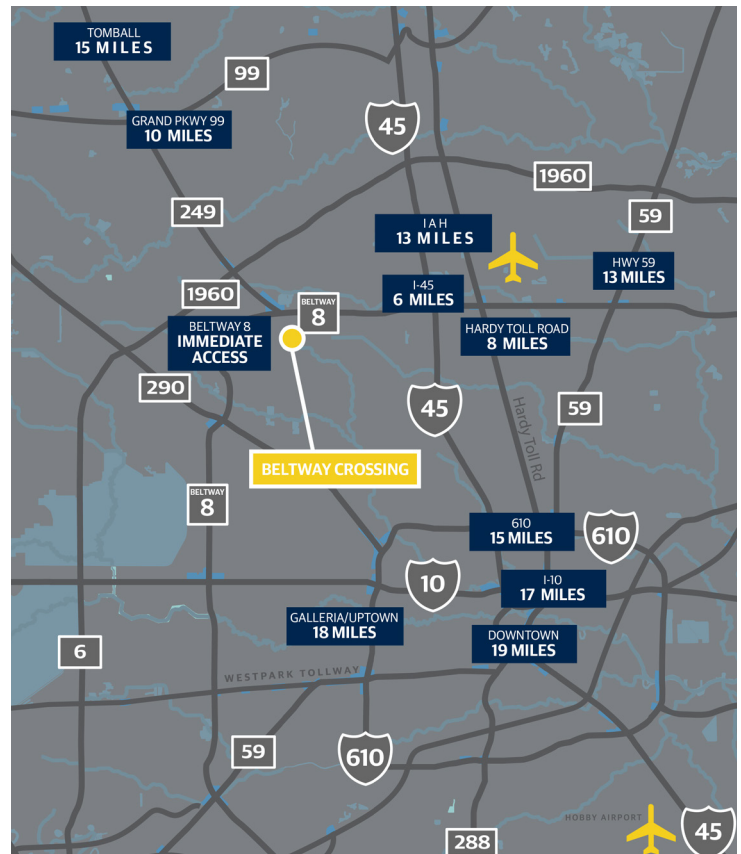 TOMBALL
15 MILES
99
GRAND PKWY 99
10 MILES
45
1960
249
59
I A H
13 MILES
HWY 59
13 MILES
I-45
6 MILES
1960
BELTWAY
8
BELTWAY 8
IMMEDIATE
ACCESS
HARDY TOLL ROAD
8 MILES
290
45
59
Hardy Toll Rd
BELTWAY CROSSING
BELTWAY
8
610
15 MILES
610
10
I-10
17 MILES
GALLERIA/UPTOWN
18 MILES
DOWNTOWN
19 MILES
6
WESTPARK TOLLWAY
59
610
HOBBY AIRPORT
45
288